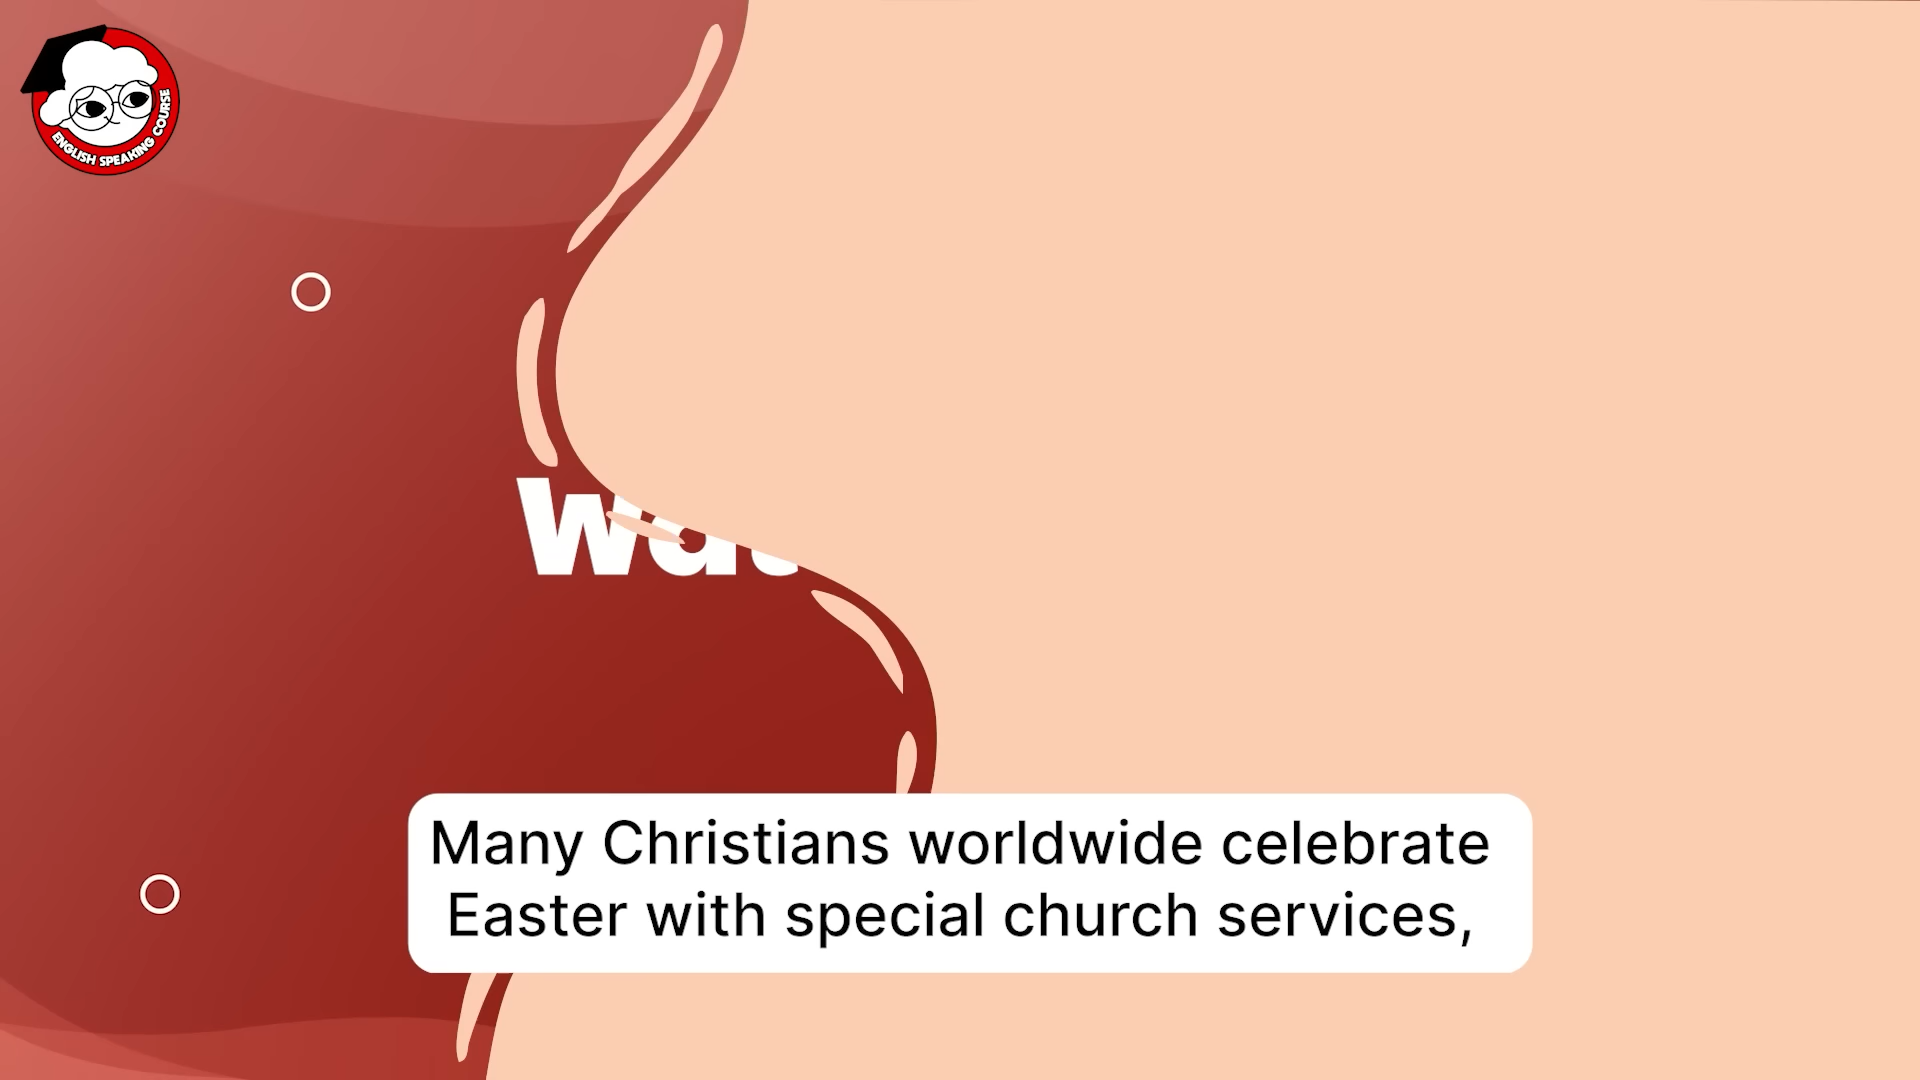 ENGLISH SPEAKING COURSE
Many Christians worldwide celebrate
Easter with special church services,